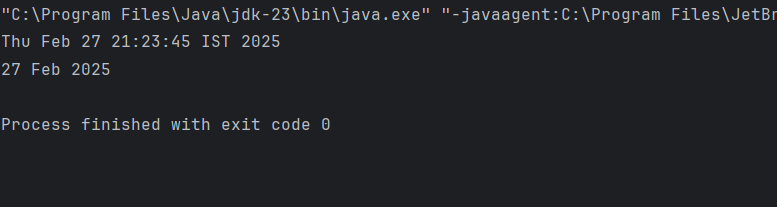 "C:\Program Files\Java\jdk-23\bin\java.exe" "-javaagent:C:\Program Files\JetBr
Thu Feb 27 21:23:45 IST 2025
27 Feb 2025
Process finished with exit code 0